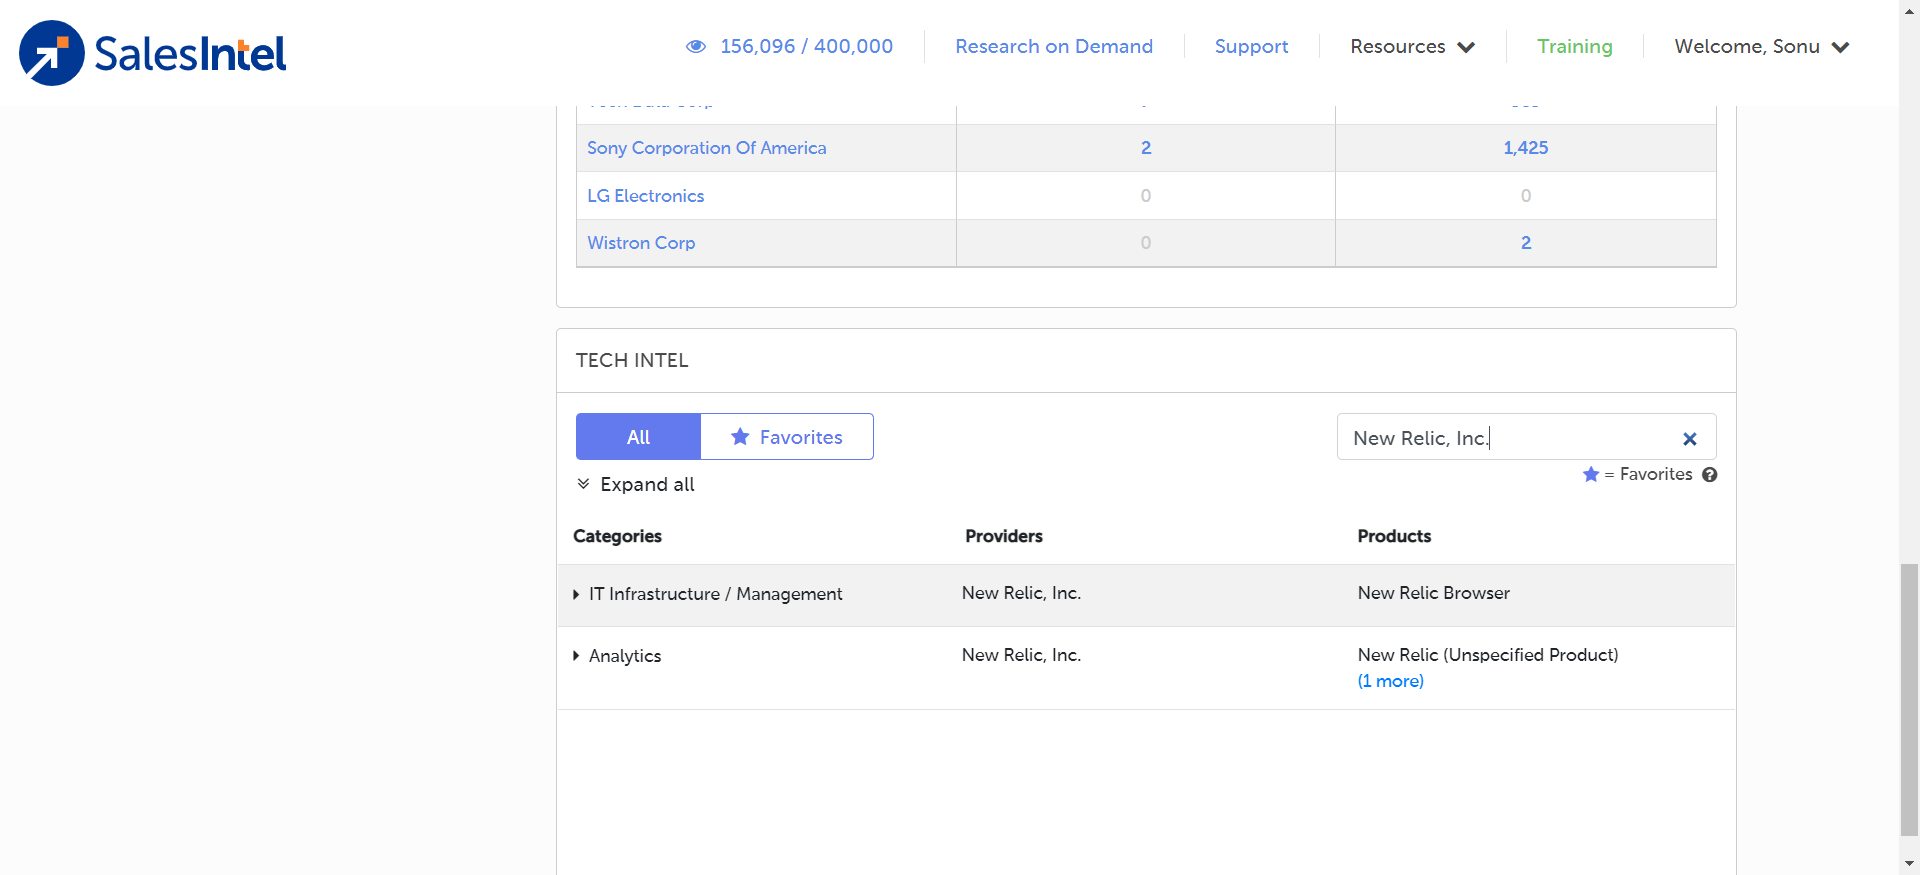 SalesIntel
156,096 / 400,000
Research on Demand
Support
Resources
Training
Welcome, Sonu
Sony Corporation Of America 2 1,425
LG Electronics 0 0
Wistron Corp 0 2
TECH INTEL
All
Favorites
New Relic, Inc.
Expand all
= Favorites
Categories Providers Products
IT Infrastructure / Management New Relic, Inc. New Relic Browser
Analytics New Relic, Inc. New Relic (Unspecified Product)
(1 more)